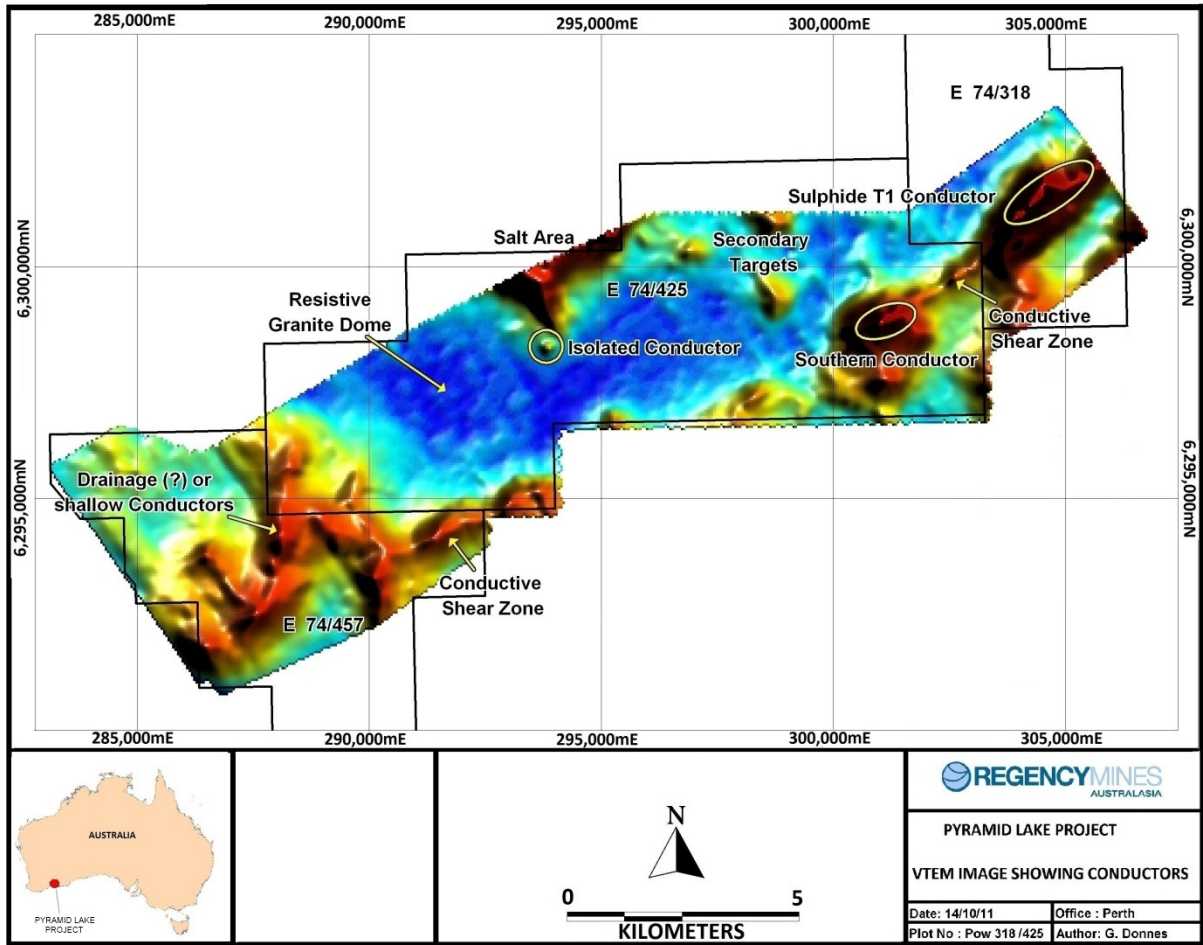 285,000mE
290,000mE
295,000mE
300,000mE
305,000mE
E 74/318
Sulphide T1 Conductor
Salt Area
Secondary
Targets
6,300,000mN
6,300,000mN
E 74/425
Resistive
Granite Dome
Conductive
Shear Zone
Isolated Conductor
Southern Conductor
Drainage (?) or
shallow Conductors
6,295,000mN
6,295,000mN
Conductive
Shear Zone
E 74/457
285,000mE
290,000mE
295,000mE
300,000mE
305,000mE
AUSTRALIA
PYRAMID LAKE
PROJECT
N
0
5
KILOMETERS
REGENCYMINES
AUSTRALASIA
PYRAMID LAKE PROJECT
VTEM IMAGE SHOWING CONDUCTORS
Date: 14/10/11
Office : Perth
Plot No : Pow 318 /425
Author: G. Donnes